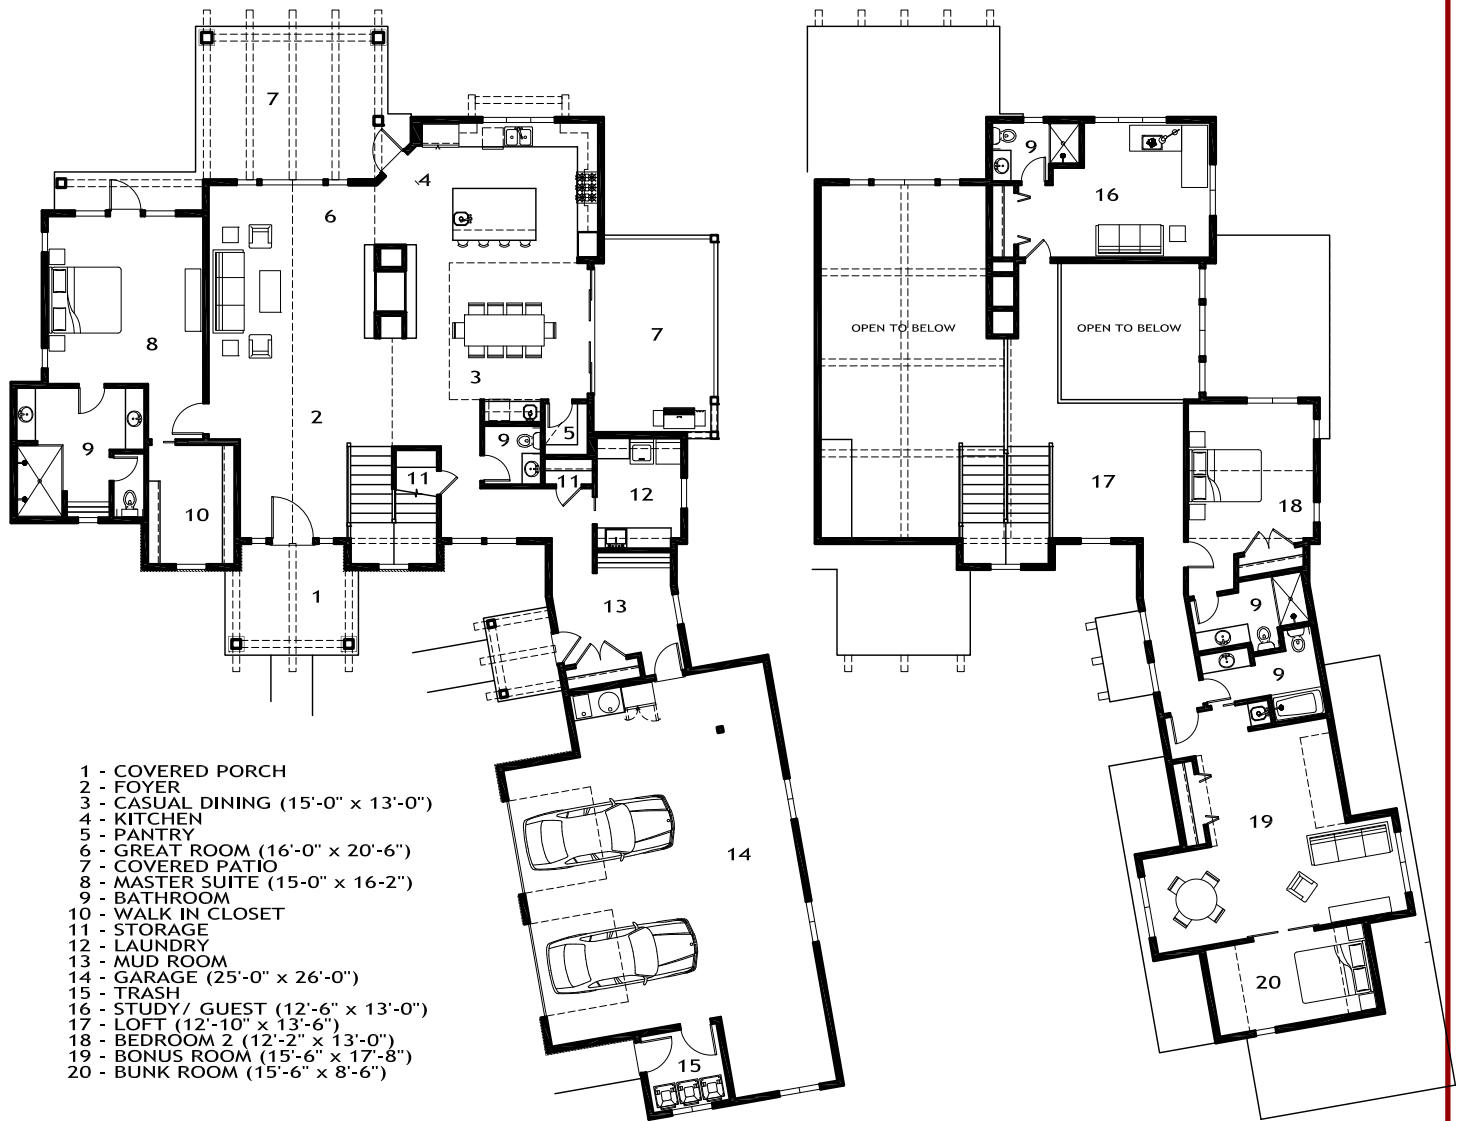 7
4
6
8
3
7
2
9
5
9
11
11
12
10
13
1
14
15
9
16
OPEN TO BELOW
OPEN TO BELOW
17
18
9
9
19
20
1 - COVERED PORCH
2 - FOYER
3 - CASUAL DINING (15'-0" x 13'-0")
4 - KITCHEN
5 - PANTRY
6 - GREAT ROOM (16'-0" x 20'-6")
7 - COVERED PATIO
8 - MASTER SUITE (15-0" x 16-2")
9 - BATHROOM
10 - WALK IN CLOSET
11 - STORAGE
12 - LAUNDRY
13 - MUD ROOM
14 - GARAGE (25'-0" x 26'-0")
15 - TRASH
16 - STUDY/ GUEST (12'-6" x 13'-0")
17 - LOFT (12'-10" x 13'-6")
18 - BEDROOM 2 (12'-2" x 13'-0")
19 - BONUS ROOM (15'-6" x 17'-8")
20 - BUNK ROOM (15'-6" x 8'-6")